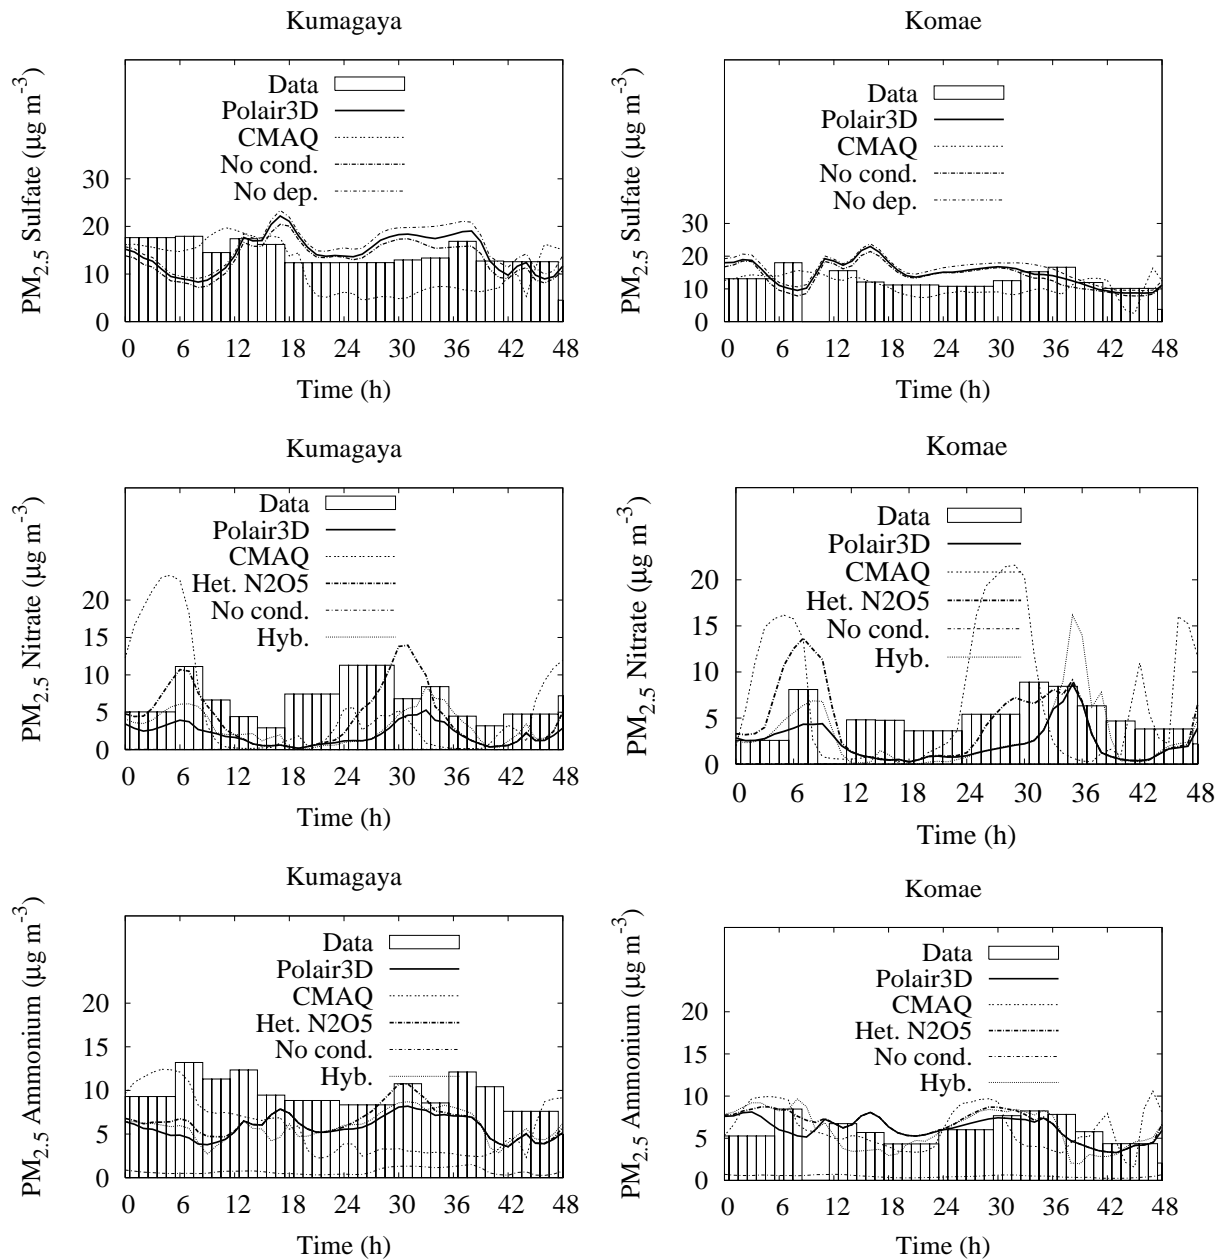 Kumagaya
PM2.5 Sulfate (µg m-3)
30
20
10
0
Data
Polair3D
CMAQ
No cond.
No dep.
0 6 12 18 24 30 36 42 48
Time (h)
Komae
PM2.5 Sulfate (µg m-3)
30
20
10
0
Data
Polair3D
CMAQ
No cond.
No dep.
0 6 12 18 24 30 36 42 48
Time (h)
Kumagaya
PM2.5 Nitrate (µg m-3)
20
15
10
5
0
Data
Polair3D
CMAQ
Het. N2O5
No cond.
Hyb.
0 6 12 18 24 30 36 42 48
Time (h)
Komae
PM2.5 Nitrate (µg m-3)
20
15
10
5
0
Data
Polair3D
CMAQ
Het. N2O5
No cond.
Hyb.
0 6 12 18 24 30 36 42 48
Time (h)
Kumagaya
PM2.5 Ammonium (µg m-3)
20
15
10
5
0
Data
Polair3D
CMAQ
Het. N2O5
No cond.
Hyb.
0 6 12 18 24 30 36 42 48
Time (h)
Komae
PM2.5 Ammonium (µg m-3)
20
15
10
5
0
Data
Polair3D
CMAQ
Het. N2O5
No cond.
Hyb.
0 6 12 18 24 30 36 42 48
Time (h)